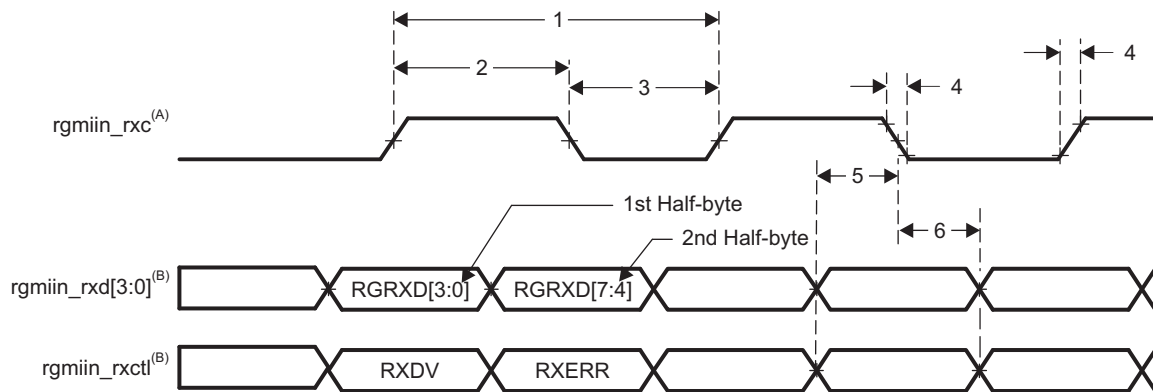 1
2
3
4
4
rgmiin_rxc(A)
5
1st Half-byte
6
2nd Half-byte
rgmiin_rxd[3:0](B)
RGRXD[3:0]
RGRXD[7:4]
rgmiin_rxctl(B)
RXDV
RXERR